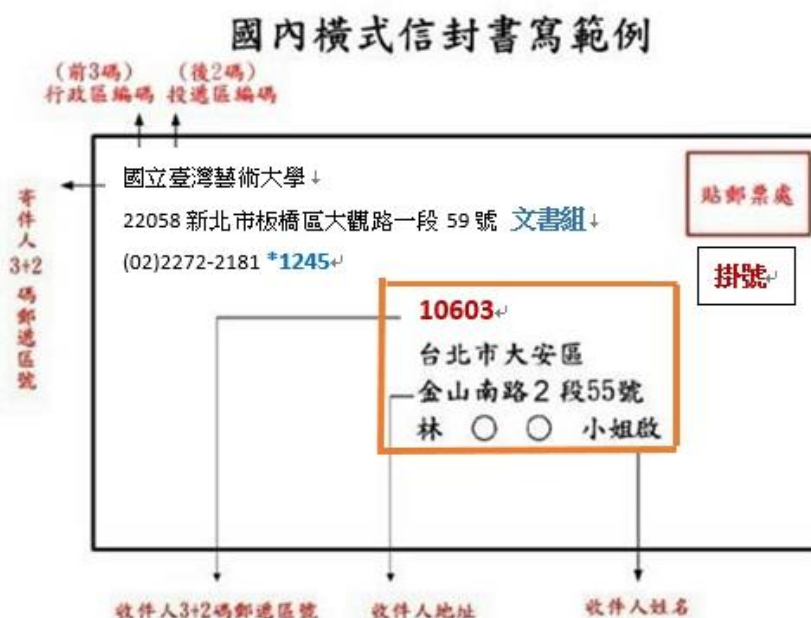 國內橫式信封書寫範例
(前3碼) (後2碼)
行政區編碼 投遞區編碼
寄件人3+2碼郵遞區號
國立臺灣藝術大學↓
22058 新北市板橋區大觀路一段 59 號 文書組↓
(02)2272-2181 *1245↵
貼郵票處
掛號↵
10603↵
台北市大安區
金山南路2段55號
林 ○ ○ 小姐啟
收件人3+2碼郵遞區號 收件人地址 收件人姓名